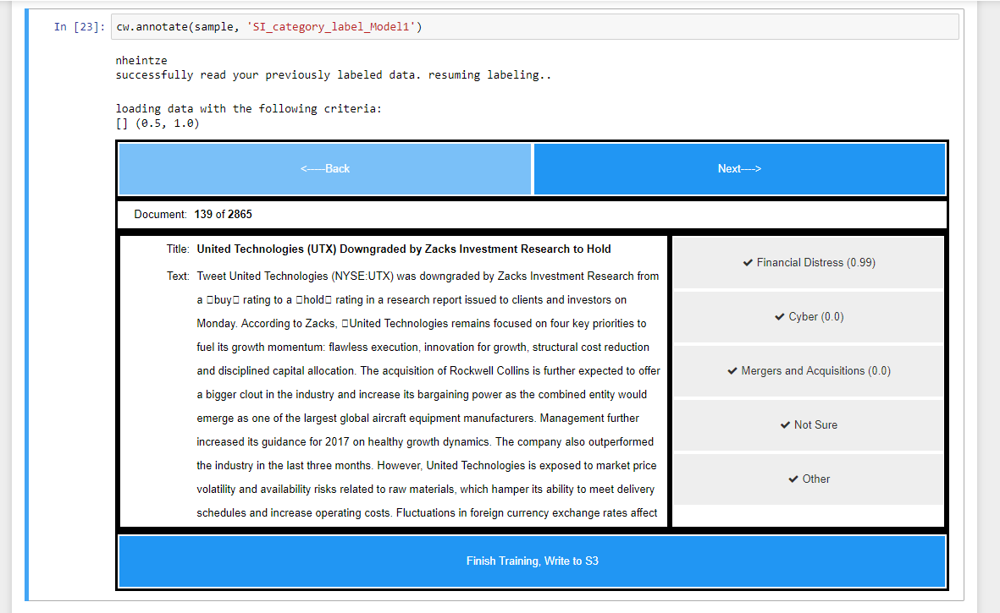 In [23]: cw.annotate(sample, 'SI_category_label_Model1')
nheintze
successfully read your previously labeled data. resuming labeling..
loading data with the following criteria:
[] (0.5, 1.0)
<-----Back
Next---->
Document: 139 of 2865
Title: United Technologies (UTX) Downgraded by Zacks Investment Research to Hold
Text: Tweet United Technologies (NYSE:UTX) was downgraded by Zacks Investment Research from
a □buy□ rating to a □hold□ rating in a research report issued to clients and investors on
Monday. According to Zacks, □United Technologies remains focused on four key priorities to
fuel its growth momentum: flawless execution, innovation for growth, structural cost reduction
and disciplined capital allocation. The acquisition of Rockwell Collins is further expected to offer
a bigger clout in the industry and increase its bargaining power as the combined entity would
emerge as one of the largest global aircraft equipment manufacturers. Management further
increased its guidance for 2017 on healthy growth dynamics. The company also outperformed
the industry in the last three months. However, United Technologies is exposed to market price
volatility and availability risks related to raw materials, which hamper its ability to meet delivery
schedules and increase operating costs. Fluctuations in foreign currency exchange rates affect
✔ Financial Distress (0.99)
✔ Cyber (0.0)
✔ Mergers and Acquisitions (0.0)
✔ Not Sure
✔ Other
Finish Training, Write to S3